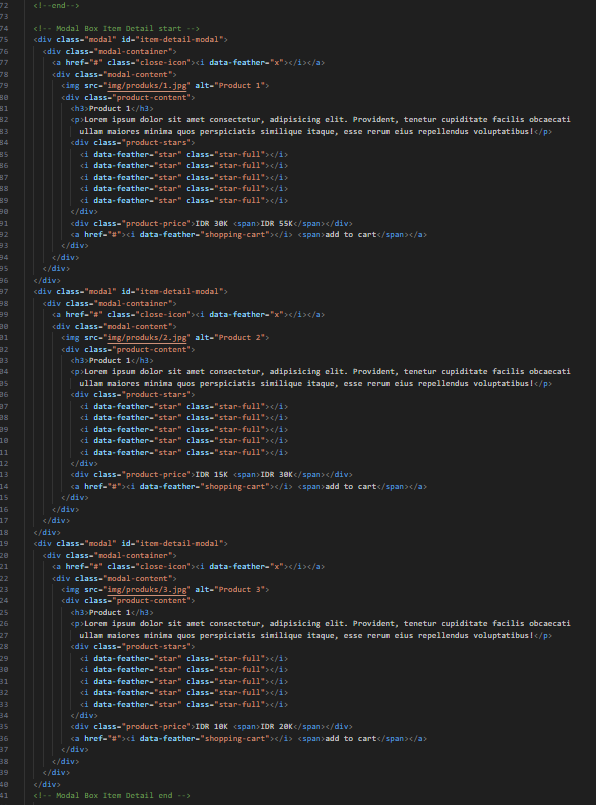 72 <!--end-->
73
74 <!-- Modal Box Item Detail start -->
75 <div class="modal" id="item-detail-modal">
76 <div class="modal-container">
77 <a href="#" class="close-icon"><i data-feather="x"></i></a>
78 <div class="modal-content">
79 <img src="img/produks/1.jpg" alt="Product 1">
80 <div class="product-content">
81 <h3>Product 1</h3>
82 <p>Lorem ipsum dolor sit amet consectetur, adipisicing elit. Provident, tenetur cupiditate facilis obcaecati
83 ullam maiores minima quos perspiciatis similique itaque, esse rerum eius repellendus voluptatibus!</p>
84 <div class="product-stars">
85 <i data-feather="star" class="star-full"></i>
86 <i data-feather="star" class="star-full"></i>
87 <i data-feather="star" class="star-full"></i>
88 <i data-feather="star" class="star-full"></i>
89 <i data-feather="star" class="star-full"></i>
90 </div>
91 <div class="product-price">IDR 30K <span>IDR 55K</span></div>
92 <a href="#"><i data-feather="shopping-cart"></i> <span>add to cart</span></a>
93 </div>
94 </div>
95 </div>
96 </div>
97 <div class="modal" id="item-detail-modal">
98 <div class="modal-container">
99 <a href="#" class="close-icon"><i data-feather="x"></i></a>
00 <div class="modal-content">
01 <img src="img/produks/2.jpg" alt="Product 2">
02 <div class="product-content">
03 <h3>Product 1</h3>
04 <p>Lorem ipsum dolor sit amet consectetur, adipisicing elit. Provident, tenetur cupiditate facilis obcaecati
05 ullam maiores minima quos perspiciatis similique itaque, esse rerum eius repellendus voluptatibus!</p>
06 <div class="product-stars">
07 <i data-feather="star" class="star-full"></i>
08 <i data-feather="star" class="star-full"></i>
09 <i data-feather="star" class="star-full"></i>
10 <i data-feather="star" class="star-full"></i>
11 <i data-feather="star" class="star-full"></i>
12 </div>
13 <div class="product-price">IDR 15K <span>IDR 30K</span></div>
14 <a href="#"><i data-feather="shopping-cart"></i> <span>add to cart</span></a>
15 </div>
16 </div>
17 </div>
18 </div>
19 <div class="modal" id="item-detail-modal">
20 <div class="modal-container">
21 <a href="#" class="close-icon"><i data-feather="x"></i></a>
22 <div class="modal-content">
23 <img src="img/produks/3.jpg" alt="Product 3">
24 <div class="product-content">
25 <h3>Product 1</h3>
26 <p>Lorem ipsum dolor sit amet consectetur, adipisicing elit. Provident, tenetur cupiditate facilis obcaecati
27 ullam maiores minima quos perspiciatis similique itaque, esse rerum eius repellendus voluptatibus!</p>
28 <div class="product-stars">
29 <i data-feather="star" class="star-full"></i>
30 <i data-feather="star" class="star-full"></i>
31 <i data-feather="star" class="star-full"></i>
32 <i data-feather="star" class="star-full"></i>
33 <i data-feather="star" class="star-full"></i>
34 </div>
35 <div class="product-price">IDR 10K <span>IDR 20K</span></div>
36 <a href="#"><i data-feather="shopping-cart"></i> <span>add to cart</span></a>
37 </div>
38 </div>
39 </div>
40 </div>
41 <!-- Modal Box Item Detail end -->